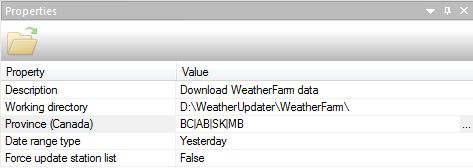 Properties
Property Value
Description Download WeatherFarm data
Working directory D:\WeatherUpdater\WeatherFarm\
Province (Canada) BC|AB|SK|MB ...
Date range type Yesterday
Force update station list False